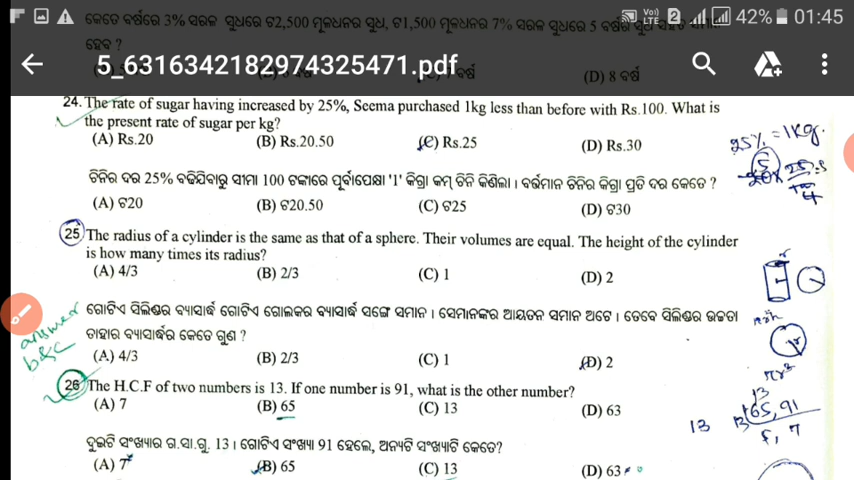 42% 01:45
କେତେ ବର୍ଷରେ 3% ସରଳ ସୁଧରେ ₹2,500 ମୂଳଧନର ସୁଧ, ₹1,500 ମୂଳଧନର 7% ସରଳ ସୁଧରେ 5 ବର୍ଷର
ହେବ ?
5_6316342182974325471.pdf
(D) 8 ବର୍ଷ
24. The rate of sugar having increased by 25%, Seema purchased 1kg less than before with Rs.100. What is
the present rate of sugar per kg?
(A) Rs.20 (B) Rs.20.50 (C) Rs.25 (D) Rs.30
25% = 1kg.
ଚିନିର ଦର 25% ବଢିଯିବାରୁ ସୀମା 100 ଟଙ୍କାରେ ପୂର୍ବାପେକ୍ଷା '1' କିଗ୍ରା କମ୍ ଚିନି କିଣିଲା । ବର୍ତ୍ତମାନ ଚିନିର କିଗ୍ରା ପ୍ରତି ଦର କେତେ ?
(A) ₹20 (B) ₹20.50 (C) ₹25 (D) ₹30
25. The radius of a cylinder is the same as that of a sphere. Their volumes are equal. The height of the cylinder
is how many times its radius?
(A) 4/3 (B) 2/3 (C) 1 (D) 2
ଗୋଟିଏ ସିଲିଣ୍ଡର ବ୍ୟାସାର୍ଦ୍ଧ ଗୋଟିଏ ଗୋଲକର ବ୍ୟାସାର୍ଦ୍ଧ ସଙ୍ଗେ ସମାନ । ସେମାନଙ୍କର ଆୟତନ ସମାନ ଅଟେ । ତେବେ ସିଲିଣ୍ଡର ଉଚ୍ଚତା
ତାହାର ବ୍ୟାସାର୍ଦ୍ଧର କେତେ ଗୁଣ ?
answer
b&c
(A) 4/3 (B) 2/3 (C) 1 (D) 2
26. The H.C.F of two numbers is 13. If one number is 91, what is the other number?
(A) 7 (B) 65 (C) 13 (D) 63
13
13 65, 91
5, 7
ଦୁଇଟି ସଂଖ୍ୟାର ଗ.ସା.ଗୁ. 13 । ଗୋଟିଏ ସଂଖ୍ୟା 91 ହେଲେ, ଅନ୍ୟଟି ସଂଖ୍ୟାଟି କେତେ?
(A) 7 (B) 65 (C) 13 (D) 63